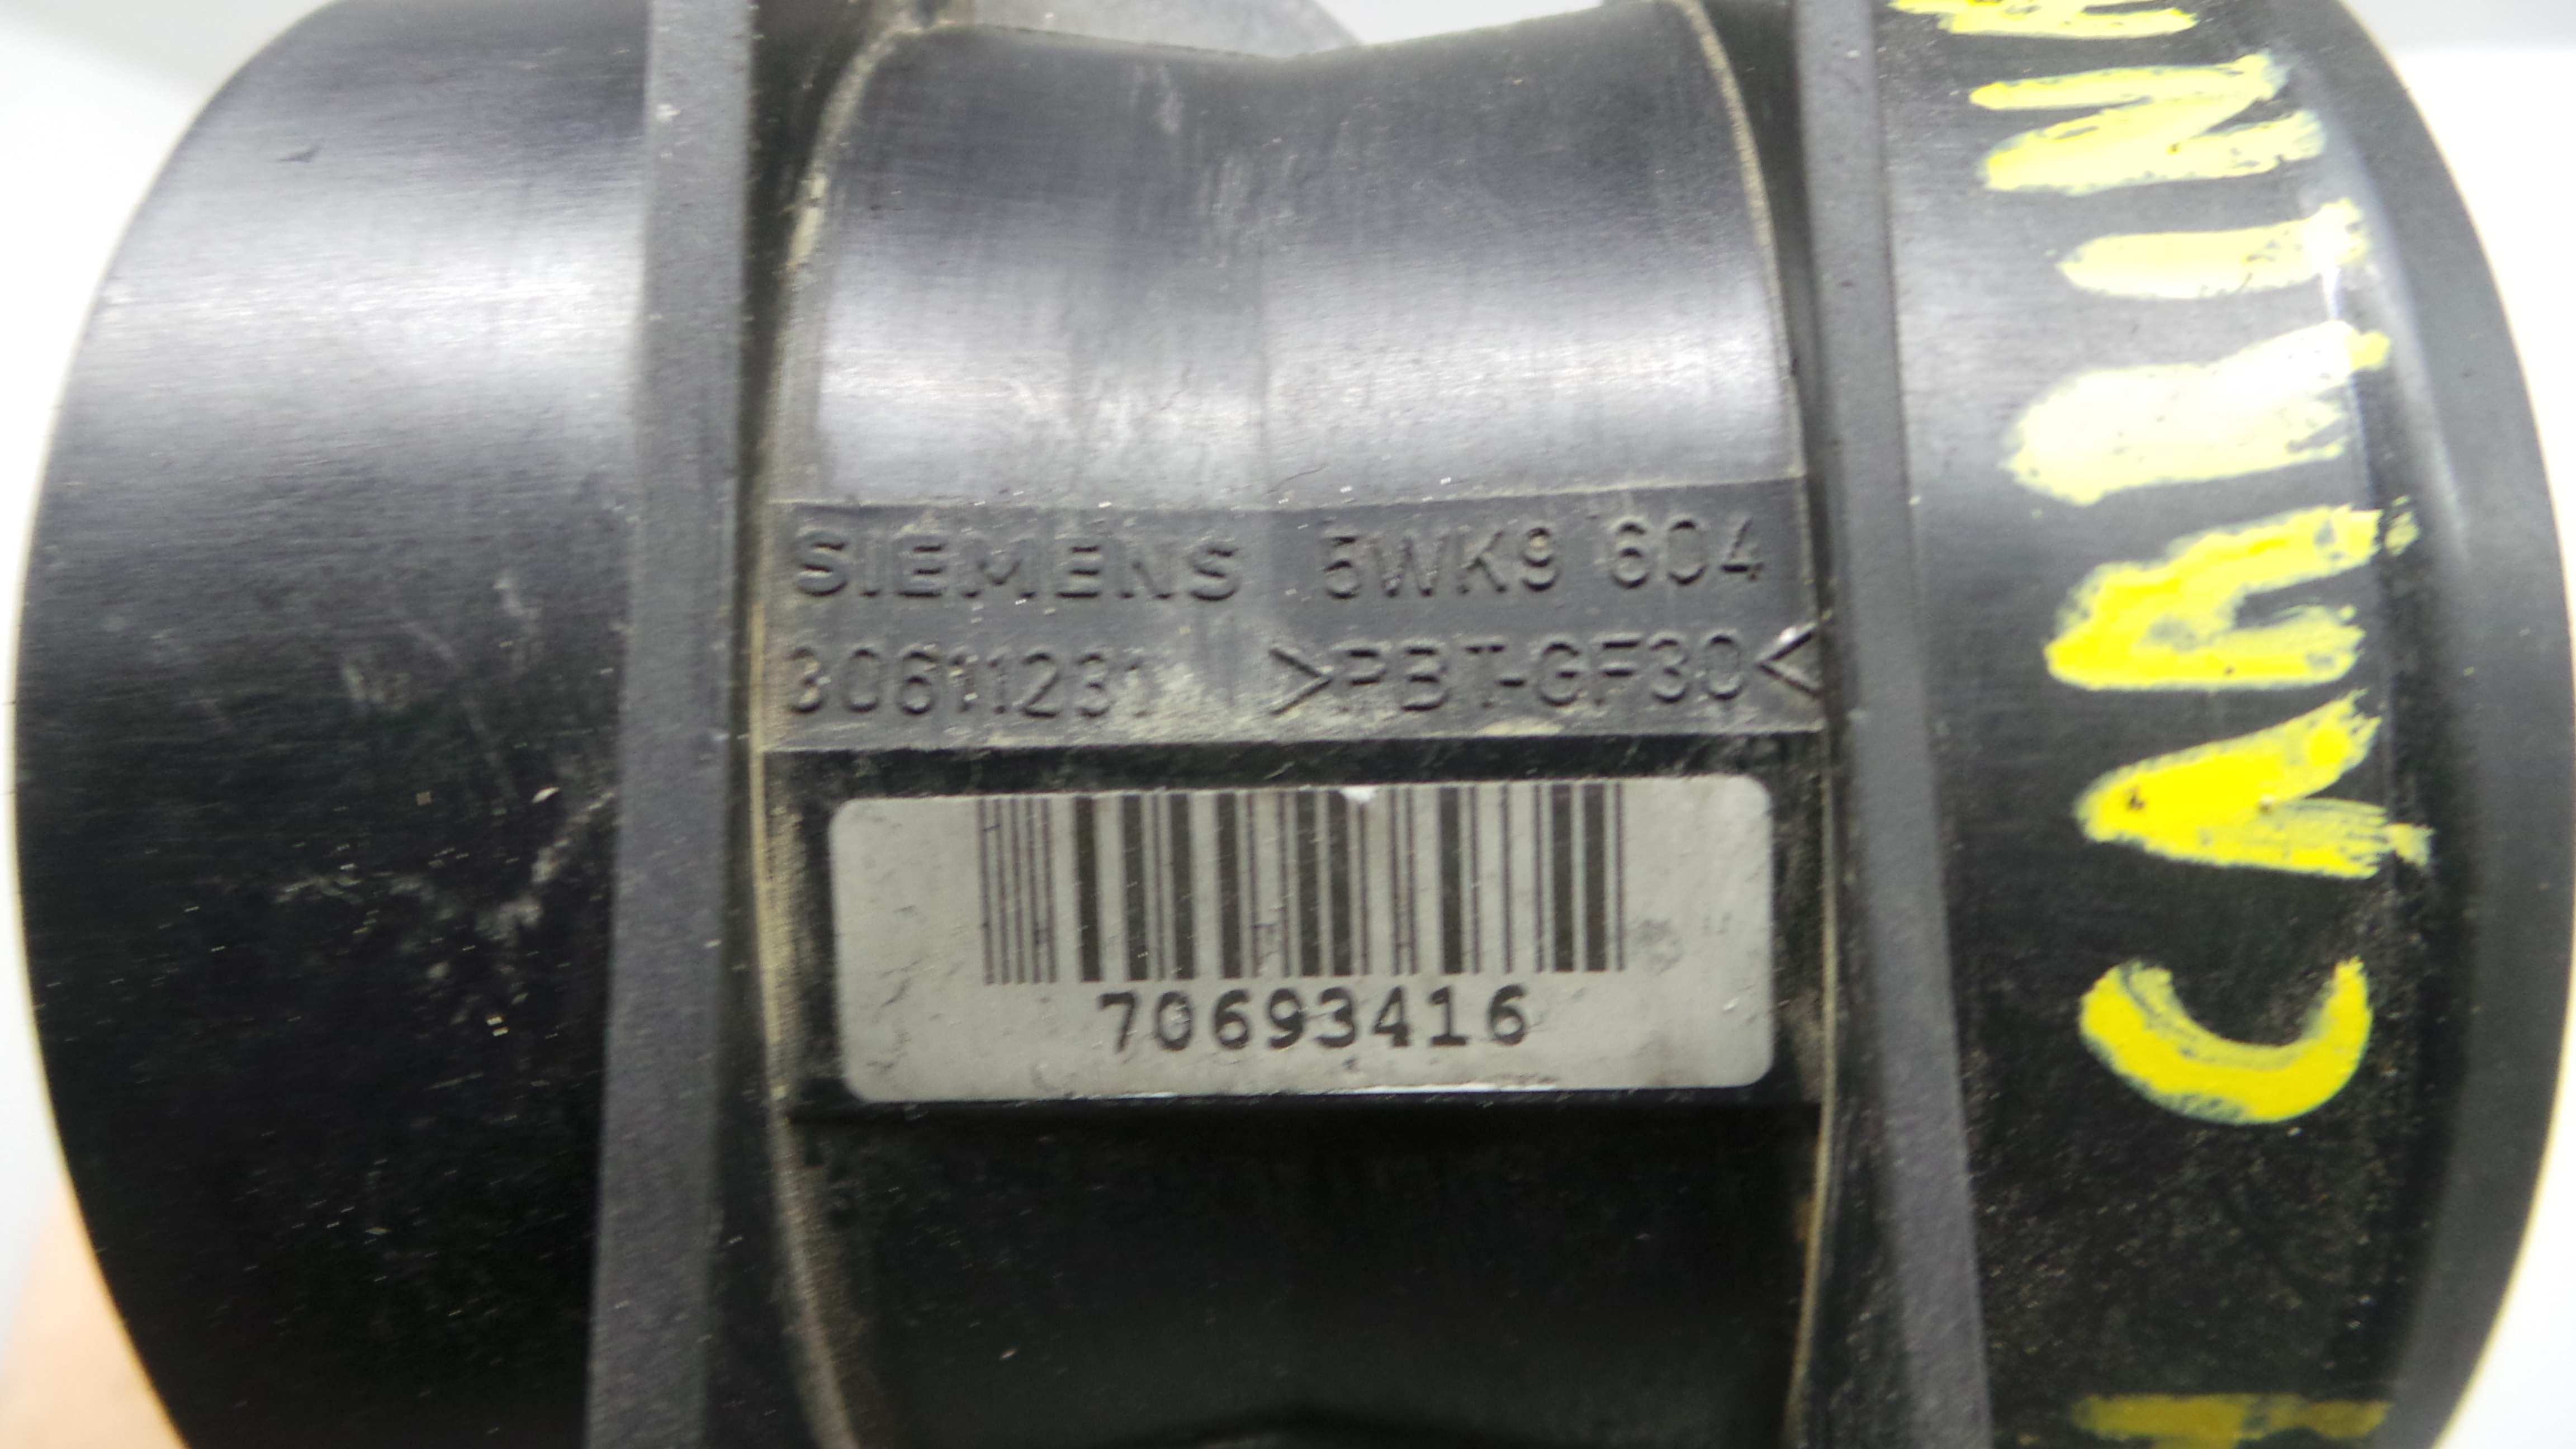 SIEMENS 5WK9 604
30611231 >PBT-GF30<
70693416